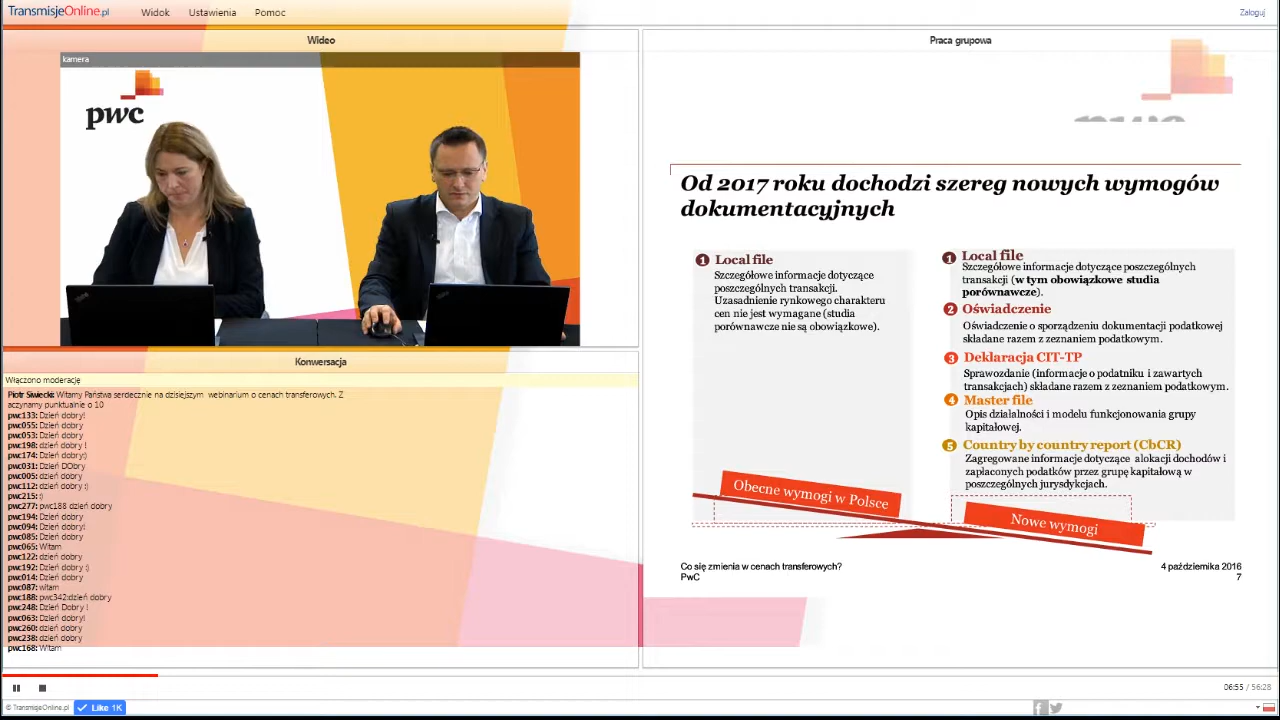 TransmisjeOnline.pl
Widok
Ustawienia
Pomoc
Zaloguj
Wideo
kamera
pwc
Konwersacja
Włączono moderację
Piotr Siwiecki: Witamy Państwa serdecznie na dzisiejszym webinarium o cenach transferowych. Z
aczynamy punktualnie o 10
pwc133: Dzień dobry!
pwc055: Dzień dobry
pwc053: Dzień dobry
pwc198: dzień dobry !
pwc174: Dzień dobry:)
pwc031: Dzień DObry
pwc005: dzień dobry
pwc112: dzień dobry :)
pwc215: :)
pwc277: pwc188 dzień dobry
pwc194: Dzień dobry
pwc094: Dzień dobry!
pwc085: Dzień dobry
pwc065: Witam
pwc122: dzień dobry
pwc192: Dzień dobry :)
pwc014: Dzień dobry
pwc087: witam
pwc188: pwc342:dzień dobry
pwc248: Dzień Dobry !
pwc063: Dzień dobry!
pwc260: dzień dobry
pwc238: dzień dobry
pwc168: Witam
Praca grupowa
pwc
Od 2017 roku dochodzi szereg nowych wymogów
dokumentacyjnych
1 Local file
Szczegółowe informacje dotyczące
poszczególnych transakcji.
Uzasadnienie rynkowego charakteru
cen nie jest wymagane (studia
porównawcze nie są obowiązkowe).
Obecne wymogi w Polsce
1 Local file
Szczegółowe informacje dotyczące poszczególnych
transakcji (w tym obowiązkowe studia
porównawcze).
2 Oświadczenie
Oświadczenie o sporządzeniu dokumentacji podatkowej
składane razem z zeznaniem podatkowym.
3 Deklaracja CIT-TP
Sprawozdanie (informacje o podatniku i zawartych
transakcjach) składane razem z zeznaniem podatkowym.
4 Master file
Opis działalności i modelu funkcjonowania grupy
kapitałowej.
5 Country by country report (CbCR)
Zagregowane informacje dotyczące alokacji dochodów i
zapłaconych podatków przez grupę kapitałową w
poszczególnych jurysdykcjach.
Nowe wymogi
Co się zmienia w cenach transferowych?
PwC
4 października 2016
7
06:55 / 56:28
© TransmisjeOnline.pl
Like 1K